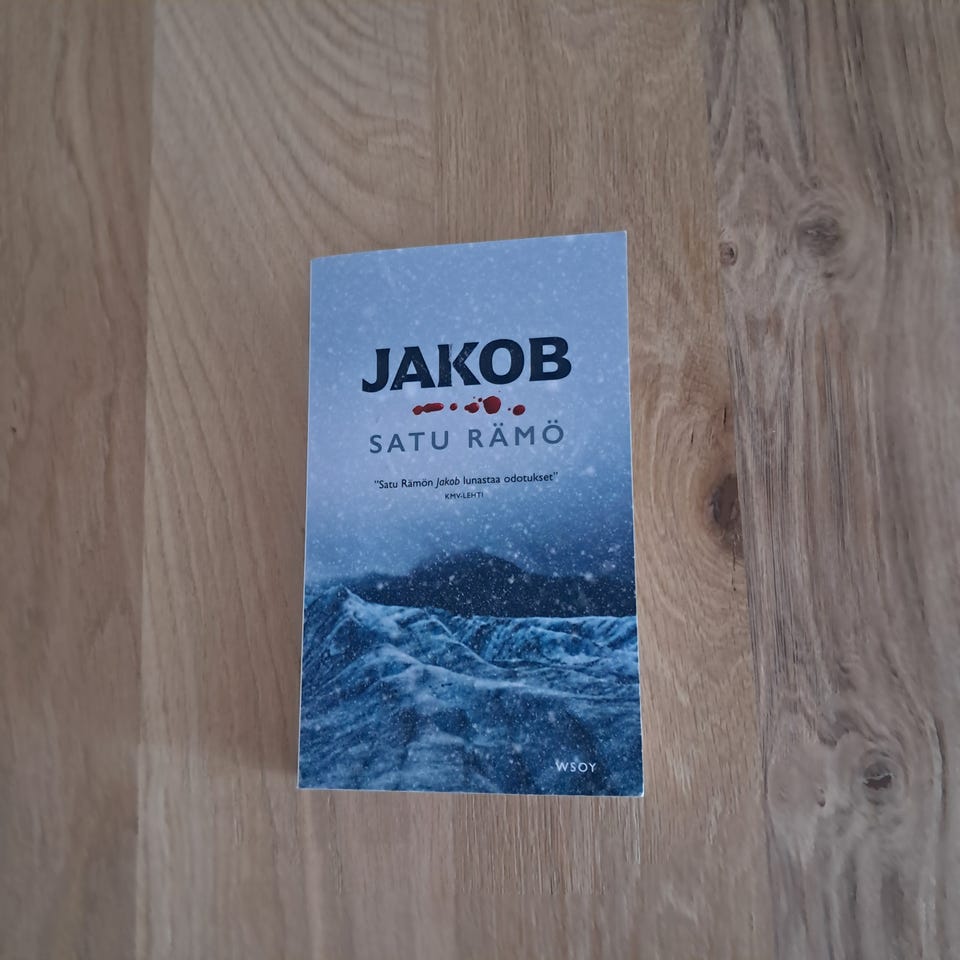 JAKOB
SATU RÄMÖ
"Satu Rämön Jakob lunastaa odotukset"
KMV-LEHTI
WSOY